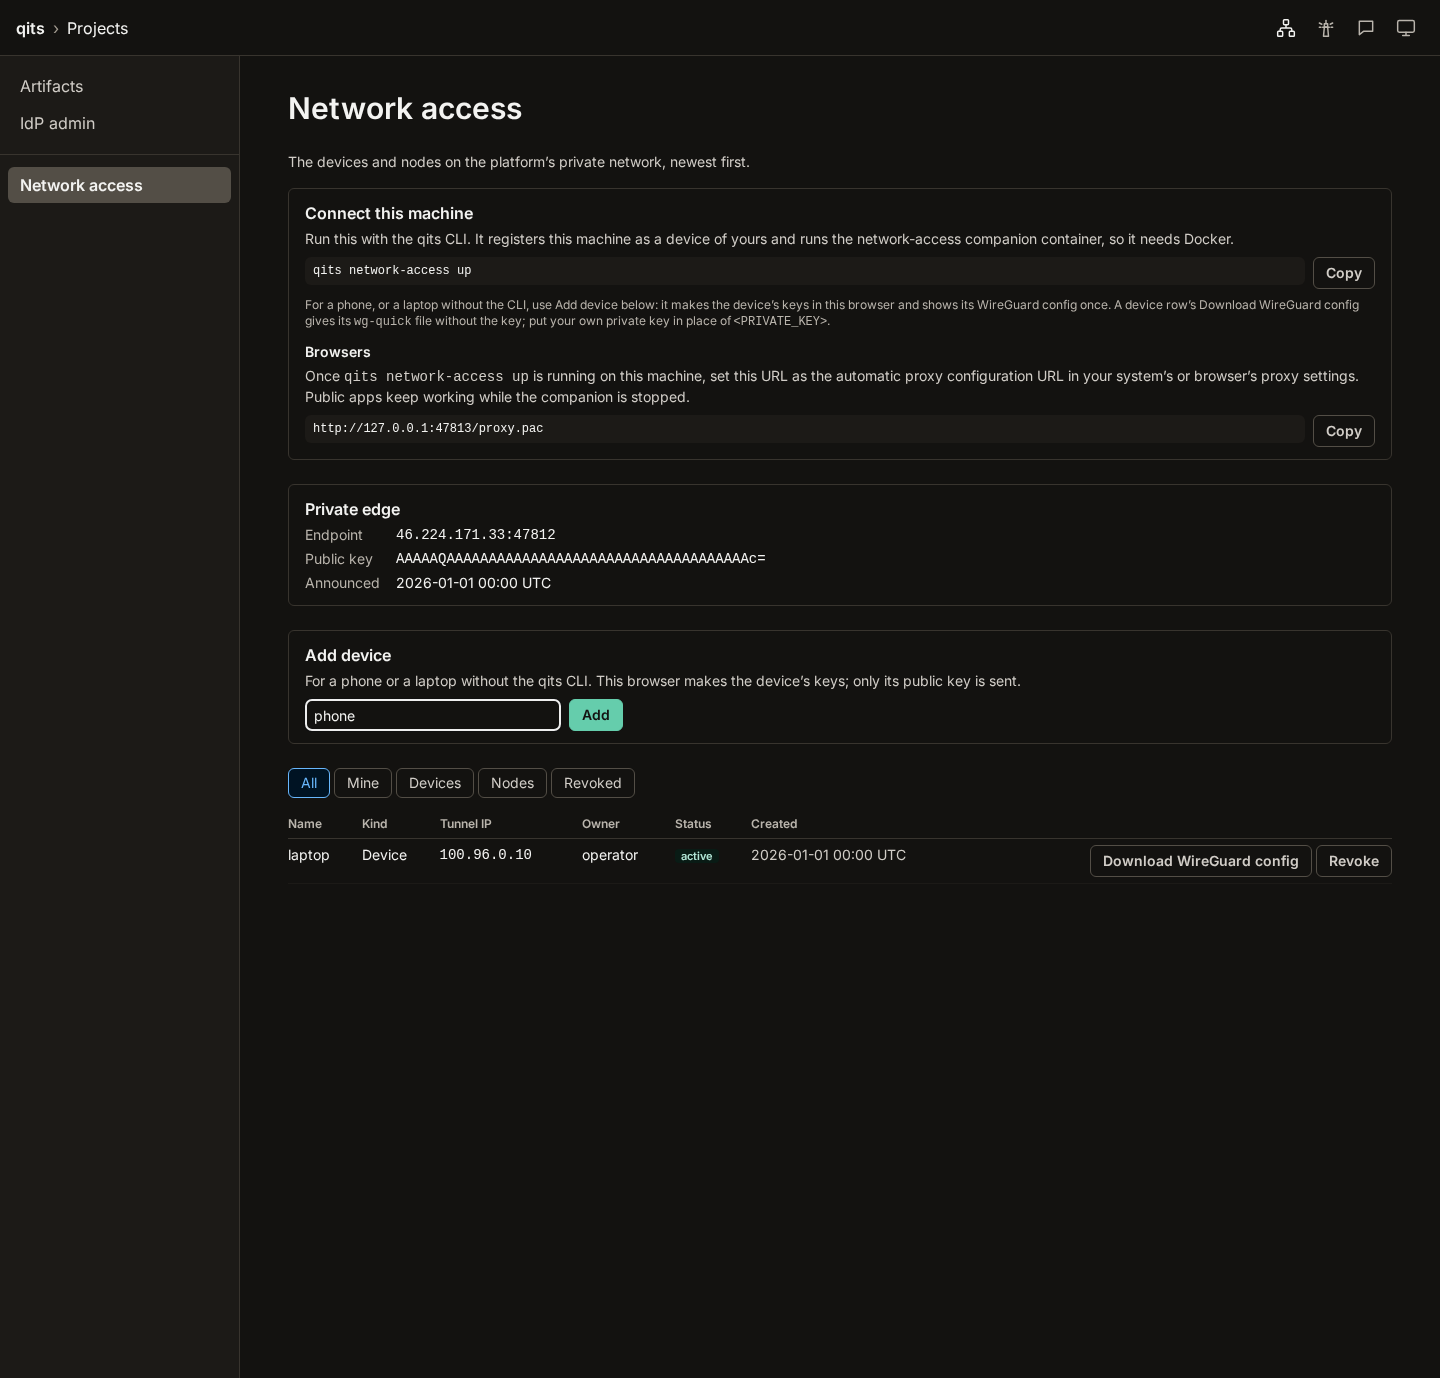 qits › Projects
Artifacts
IdP admin
Network access
Network access
The devices and nodes on the platform’s private network, newest first.
Connect this machine
Run this with the qits CLI. It registers this machine as a device of yours and runs the network-access companion container, so it needs Docker.
qits network-access up
Copy
For a phone, or a laptop without the CLI, use Add device below: it makes the device’s keys in this browser and shows its WireGuard config once. A device row’s Download WireGuard config
gives its wg-quick file without the key; put your own private key in place of <PRIVATE_KEY>.
Browsers
Once qits network-access up is running on this machine, set this URL as the automatic proxy configuration URL in your system’s or browser’s proxy settings.
Public apps keep working while the companion is stopped.
http://127.0.0.1:47813/proxy.pac
Copy
Private edge
Endpoint 46.224.171.33:47812
Public key AAAAAQAAAAAAAAAAAAAAAAAAAAAAAAAAAAAAAAAAAAc=
Announced 2026-01-01 00:00 UTC
Add device
For a phone or a laptop without the qits CLI. This browser makes the device’s keys; only its public key is sent.
phone
Add
All Mine Devices Nodes Revoked
Name Kind Tunnel IP Owner Status Created
laptop Device 100.96.0.10 operator active 2026-01-01 00:00 UTC Download WireGuard config Revoke